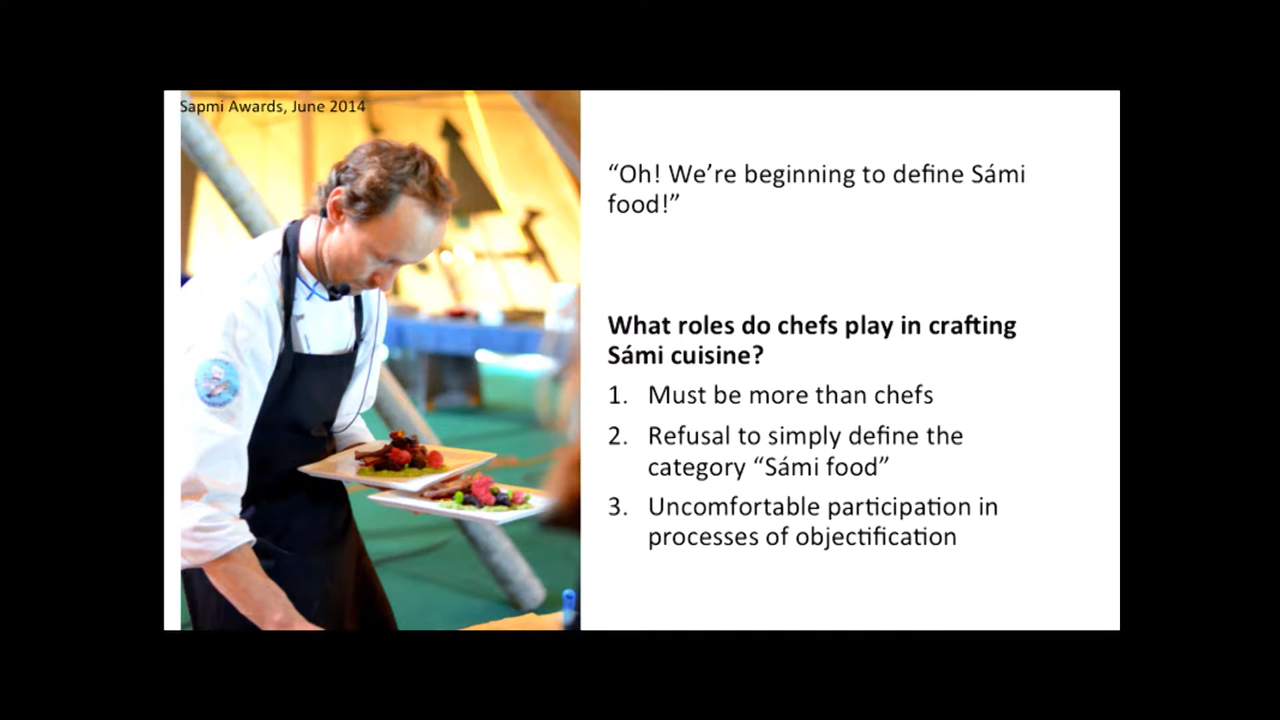 Sapmi Awards, June 2014
“Oh! We’re beginning to define Sámi
food!”
What roles do chefs play in crafting
Sámi cuisine?
1. Must be more than chefs
2. Refusal to simply define the
category “Sámi food”
3. Uncomfortable participation in
processes of objectification